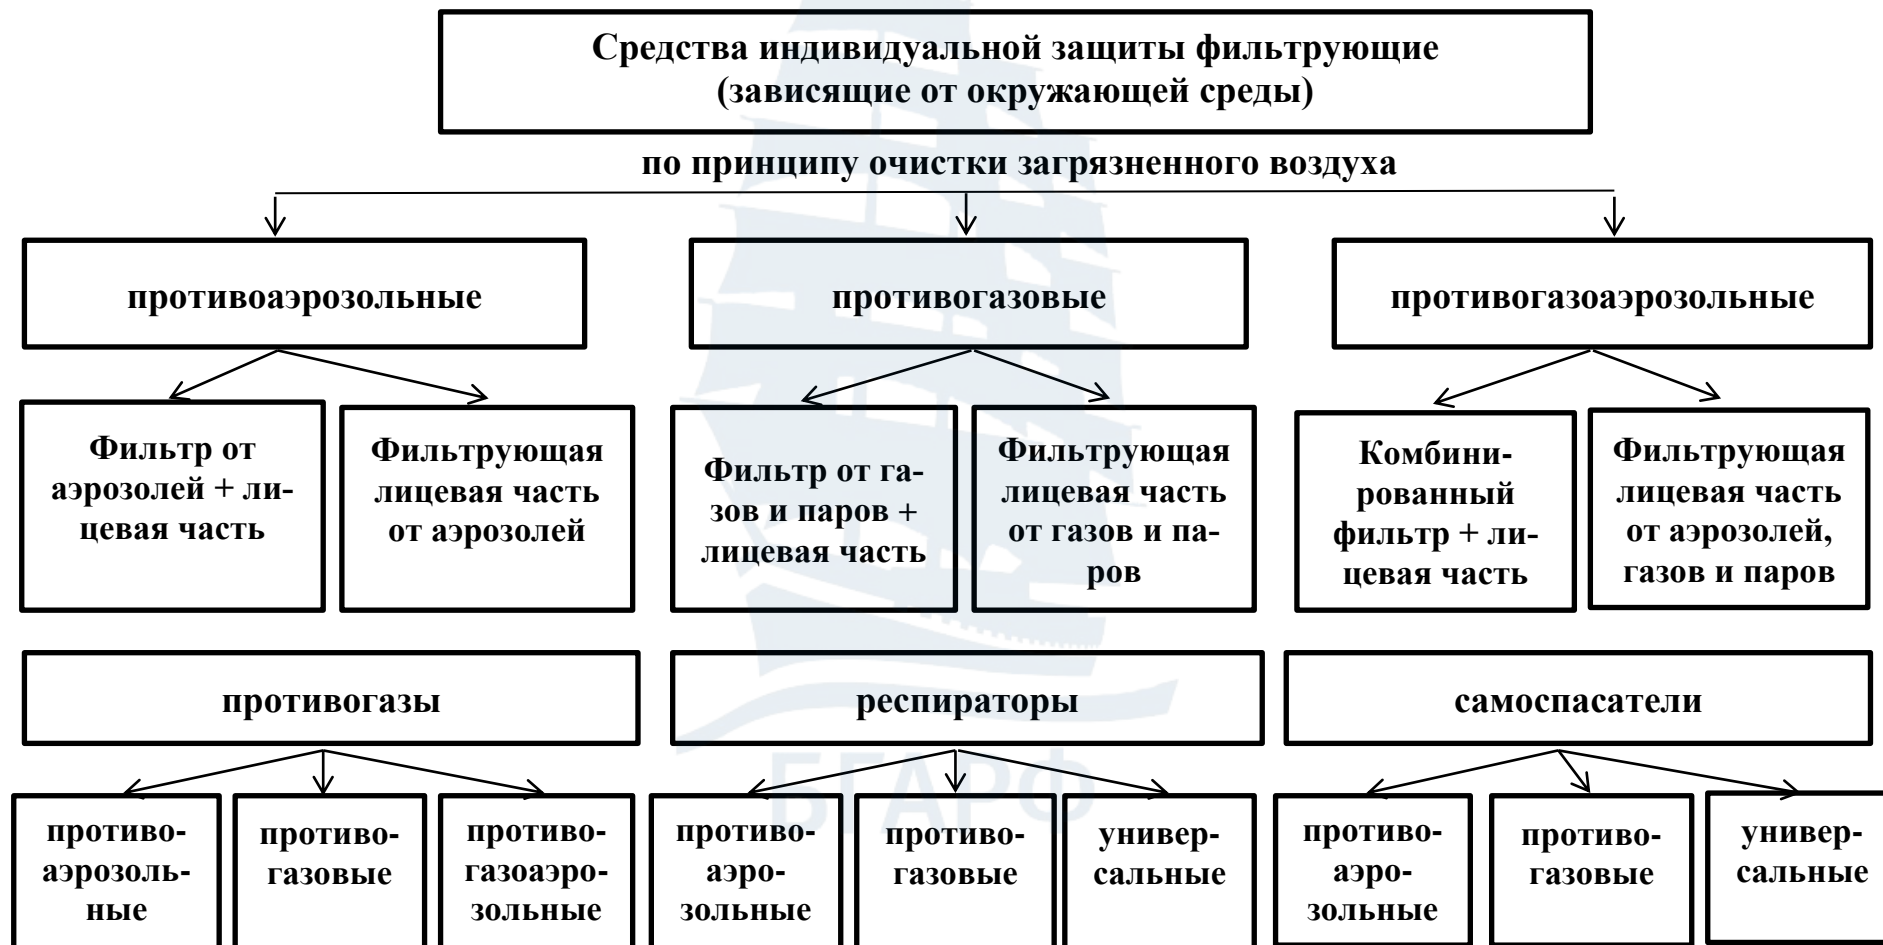 Средства индивидуальной защиты фильтрующие
(зависящие от окружающей среды)
по принципу очистки загрязненного воздуха
противоаэрозольные
противогазовые
противогазоаэрозольные
Фильтр от
аэрозолей + ли-
цевая часть
Фильтрующая
лицевая часть
от аэрозолей
Фильтр от га-
зов и паров +
лицевая часть
Фильтрующая
лицевая часть
от газов и па-
ров
Комбини-
рованный
фильтр + ли-
цевая часть
Фильтрующая
лицевая часть
от аэрозолей,
газов и паров
противогазы
респираторы
самоспасатели
противо-
аэрозоль-
ные
противо-
газовые
противо-
газоаэро-
зольные
противо-
аэро-
зольные
противо-
газовые
универ-
сальные
противо-
аэро-
зольные
противо-
газовые
универ-
сальные
БГАРФ